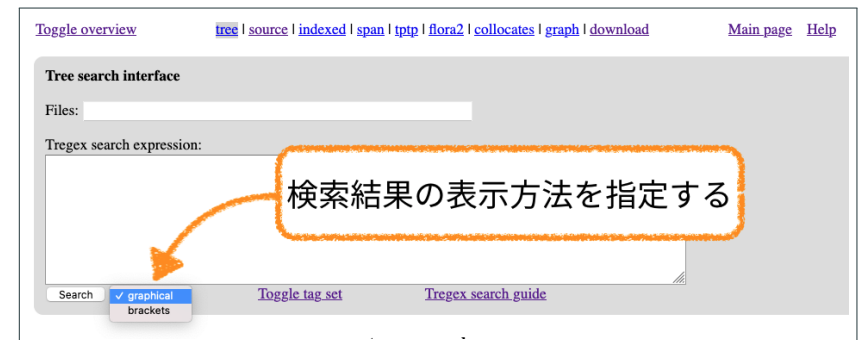 Toggle overview tree | source | indexed | span | tptp | flora2 | collocates | graph | download Main page Help
Tree search interface
Files:
Tregex search expression:
検索結果の表示方法を指定する
Search ✓ graphical Toggle tag set Tregex search guide
brackets